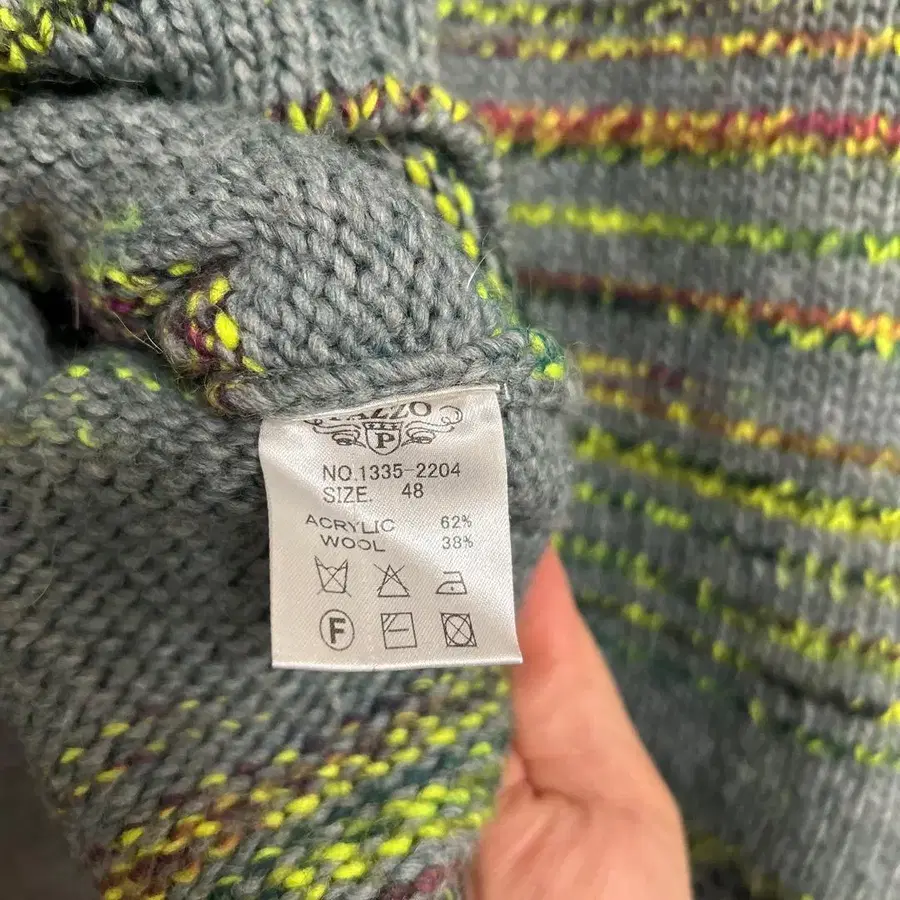 P
NO.1335-2204
SIZE. 48
ACRYLIC 62%
WOOL 38%
F